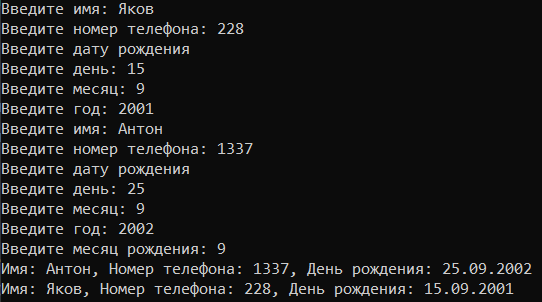 Введите имя: Яков
Введите номер телефона: 228
Введите дату рождения
Введите день: 15
Введите месяц: 9
Введите год: 2001
Введите имя: Антон
Введите номер телефона: 1337
Введите дату рождения
Введите день: 25
Введите месяц: 9
Введите год: 2002
Введите месяц рождения: 9
Имя: Антон, Номер телефона: 1337, День рождения: 25.09.2002
Имя: Яков, Номер телефона: 228, День рождения: 15.09.2001